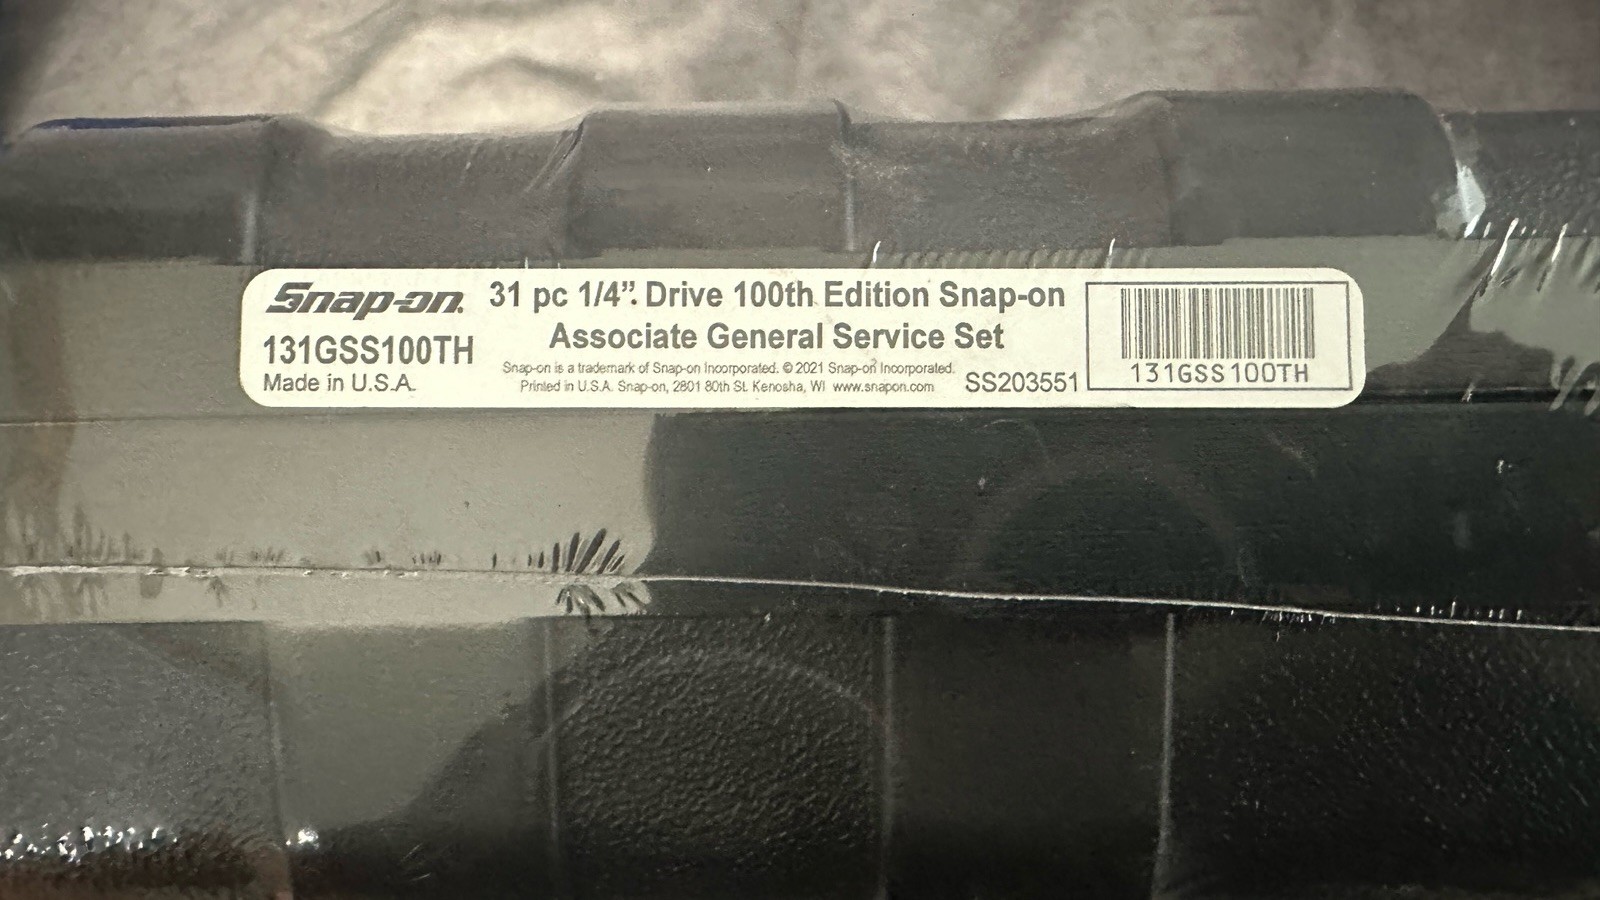 Snap-on 31 pc 1/4". Drive 100th Edition Snap-on
131GSS100TH Associate General Service Set
Snap-on is a trademark of Snap-on Incorporated. © 2021 Snap-on Incorporated.
Made in U.S.A. Printed in U.S.A. Snap-on, 2801 80th St. Kenosha, WI www.snapon.com SS203551
131GSS100TH